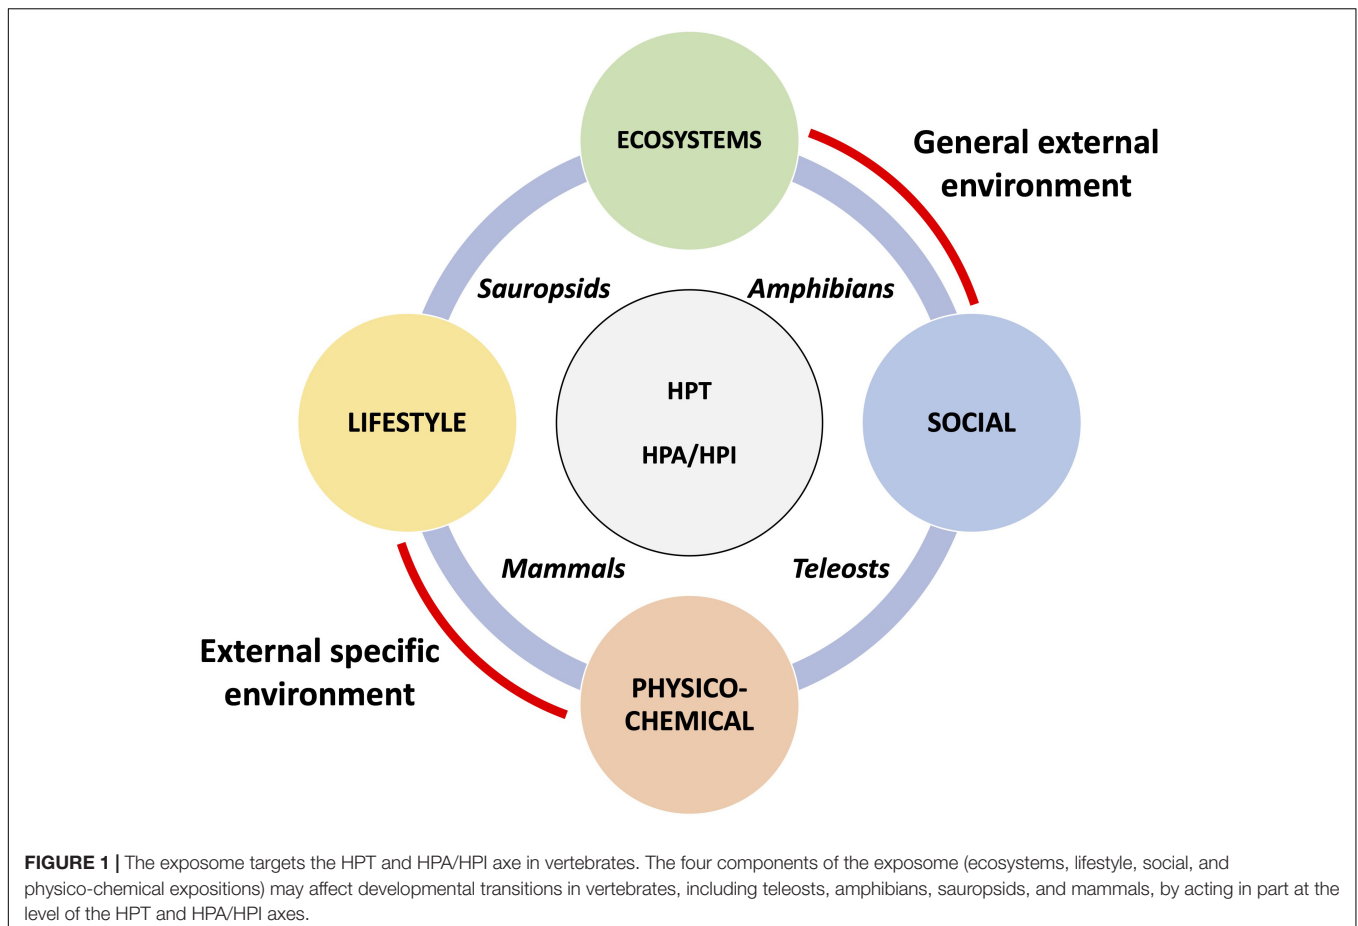 ECOSYSTEMS
General external
environment
Sauropsids
Amphibians
HPT
HPA/HPI
LIFESTYLE
SOCIAL
Mammals
Teleosts
External specific
environment
PHYSICO-
CHEMICAL
FIGURE 1 | The exposome targets the HPT and HPA/HPI axe in vertebrates. The four components of the exposome (ecosystems, lifestyle, social, and
physico-chemical expositions) may affect developmental transitions in vertebrates, including teleosts, amphibians, sauropsids, and mammals, by acting in part at the
level of the HPT and HPA/HPI axes.